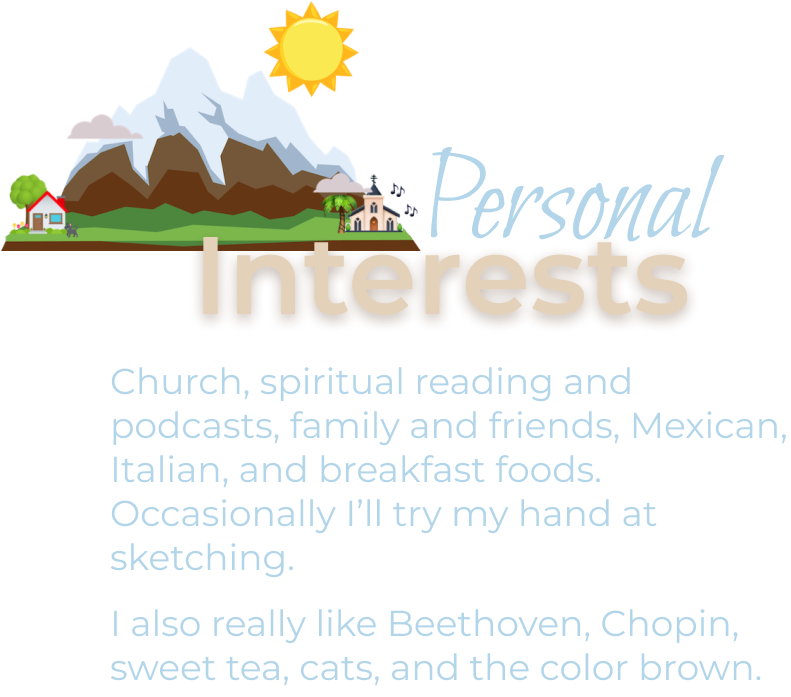 Personal
Interests
Church, spiritual reading and
podcasts, family and friends, Mexican,
Italian, and breakfast foods.
Occasionally I’ll try my hand at
sketching.
I also really like Beethoven, Chopin,
sweet tea, cats, and the color brown.